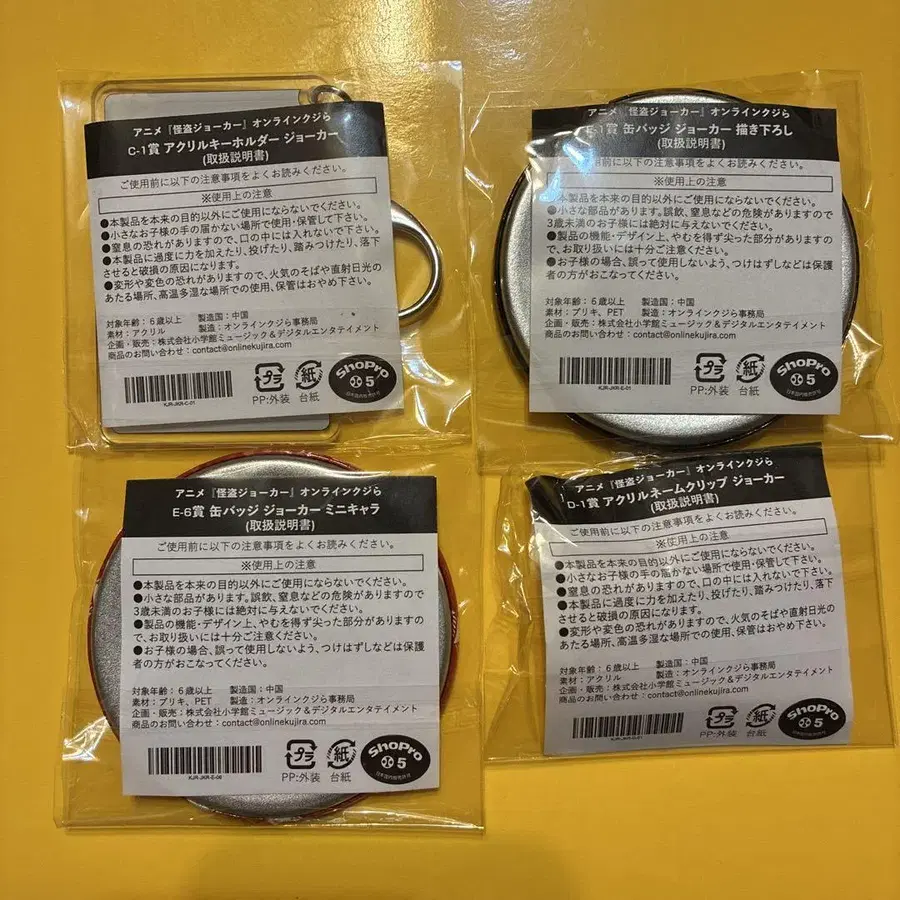 アニメ『怪盗ジョーカー』オンラインクジら
C-1賞 アクリルキーホルダー ジョーカー
(取扱説明書)
ご使用前に以下の注意事項をよくお読みください。
※使用上の注意
●本製品を本来の目的以外にご使用にならないでください。
●小さなお子様の手の届かない場所で使用・保管して下さい。
●窒息の恐れがありますので、口の中には入れないで下さい。
●本製品に過度に力を加えたり、投げたり、踏みつけたり、落下
させると破損の原因になります。
●変形や変色の恐れがありますので、火気のそばや直射日光の
あたる場所、高温多湿な場所での使用、保管はおやめ下さい。
対象年齢：6歳以上 製造国：中国
素材：アクリル 製造：オンラインクジら事務局
企画・販売：株式会社小学館ミュージック＆デジタルエンタテイメント
商品のお問い合わせ：contact@onlinekujira.com
KJR-JKR-C-01
プラ
PP:外装
紙
台紙
ShoPro
5
日本国内販売許可
アニメ『怪盗ジョーカー』オンラインクジら
E-1賞 缶バッジ ジョーカー 描き下ろし
(取扱説明書)
ご使用前に以下の注意事項をよくお読みください。
※使用上の注意
●本製品を本来の目的以外にご使用にならないでください。
●小さな部品があります。誤飲、窒息などの危険がありますので
3歳未満のお子様には絶対に与えないでください。
●製品の機能・デザイン上、やむを得ず尖った部分がありますの
で、お取り扱いには十分ご注意ください。
●お子様の場合、誤って使用しないよう、つけはずしなどは保護者
の方がおこなってください。
対象年齢：6歳以上 製造国：中国
素材：ブリキ、PET 製造：オンラインクジら事務局
企画・販売：株式会社小学館ミュージック＆デジタルエンタテイメント
商品のお問い合わせ：contact@onlinekujira.com
KJR-JKR-E-01
プラ
PP:外装
紙
台紙
ShoPro
5
日本国内販売許可
アニメ『怪盗ジョーカー』オンラインクジら
E-6賞 缶バッジ ジョーカー ミニキャラ
(取扱説明書)
ご使用前に以下の注意事項をよくお読みください。
※使用上の注意
●本製品を本来の目的以外にご使用にならないでください。
●小さな部品があります。誤飲、窒息などの危険がありますので
3歳未満のお子様には絶対に与えないでください。
●製品の機能・デザイン上、やむを得ず尖った部分がありますの
で、お取り扱いには十分ご注意ください。
●お子様の場合、誤って使用しないよう、つけはずしなどは保護
者の方がおこなってください。
対象年齢：6歳以上 製造国：中国
素材：ブリキ、PET 製造：オンラインクジら事務局
企画・販売：株式会社小学館ミュージック＆デジタルエンタテイメント
商品のお問い合わせ：contact@onlinekujira.com
KJR-JKR-E-06
プラ
PP:外装
紙
台紙
ShoPro
5
日本国内販売許可
アニメ『怪盗ジョーカー』オンラインクジら
D-1賞 アクリルネームクリップ ジョーカー
(取扱説明書)
ご使用前に以下の注意事項をよくお読みください。
※使用上の注意
●本製品を本来の目的以外にご使用にならないでください。
●小さなお子様の手の届かない場所で使用・保管して下さい。
●窒息の恐れがありますので、口の中には入れないで下さい。
●本製品に過度に力を加えたり、投げたり、踏みつけたり、落下
させると破損の原因になります。
●変形や変色の恐れがありますので、火気のそばや直射日光の
あたる場所、高温多湿な場所での使用、保管はおやめ下さい。
対象年齢：6歳以上 製造国：中国
素材：アクリル 製造：オンラインクジら事務局
企画・販売：株式会社小学館ミュージック＆デジタルエンタテイメント
商品のお問い合わせ：contact@onlinekujira.com
プラ
PP:外装
紙
台紙
ShoPro
5
日本国内販売許可